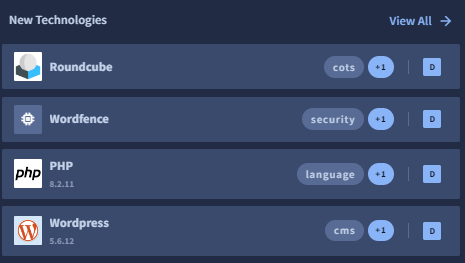 New Technologies View All
Roundcube cots +1 D
Wordfence security +1 D
php PHP language +1 D
8.2.11
Wordpress cms +1 D
5.6.12